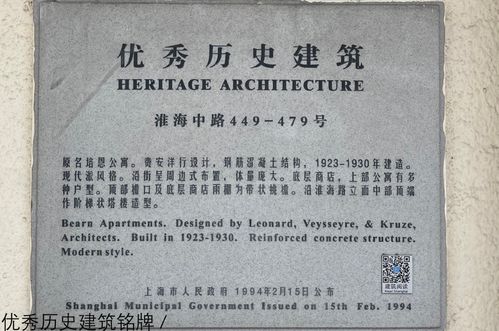 优秀历史建筑
HERITAGE ARCHITECTURE
淮海中路449-479号
原名培恩公寓。赉安洋行设计，钢筋混凝土结构，1923-1930年建造。
现代派风格。沿街呈周边式布置，体量庞大。底层商店，上部公寓有多
种户型。顶部檐口及底层商店雨棚为带状挑檐。沿淮海路立面中部顶端
作阶梯状塔楼造型。
Bearn Apartments. Designed by Leonard, Veysseyre, & Kruze,
Architects. Built in 1923-1930. Reinforced concrete structure.
Modern style.
建筑阅读
上海市人民政府 1994年2月15日公布
Shanghai Municipal Government Issued on 15th Feb. 1994
优秀历史建筑铭牌 /